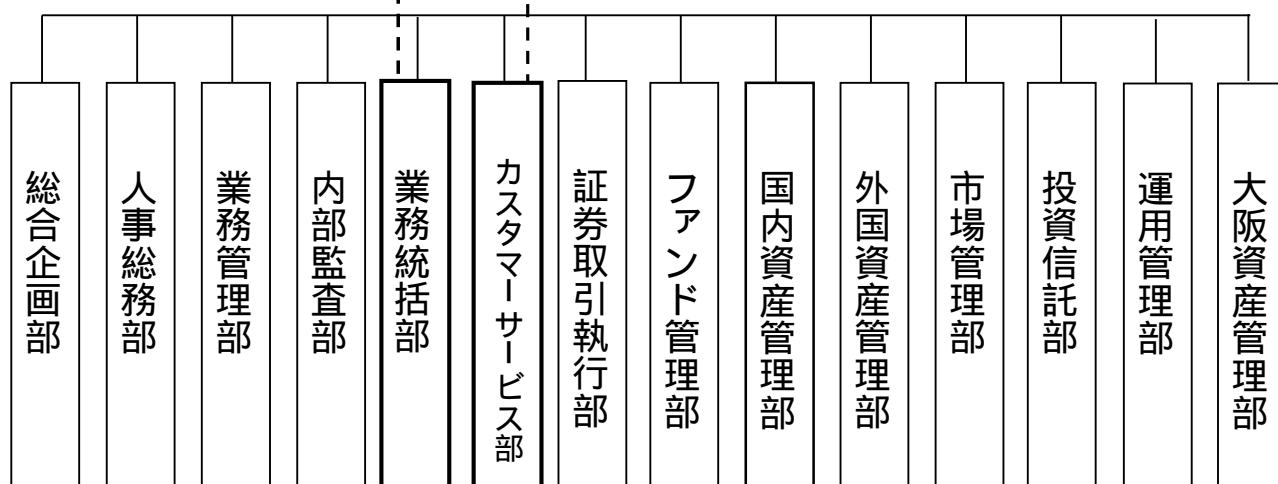 総合企画部
人事総務部
業務管理部
内部監査部
業務統括部
カスタマーサービス部
証券取引執行部
ファンド管理部
国内資産管理部
外国資産管理部
市場管理部
投資信託部
運用管理部
大阪資産管理部